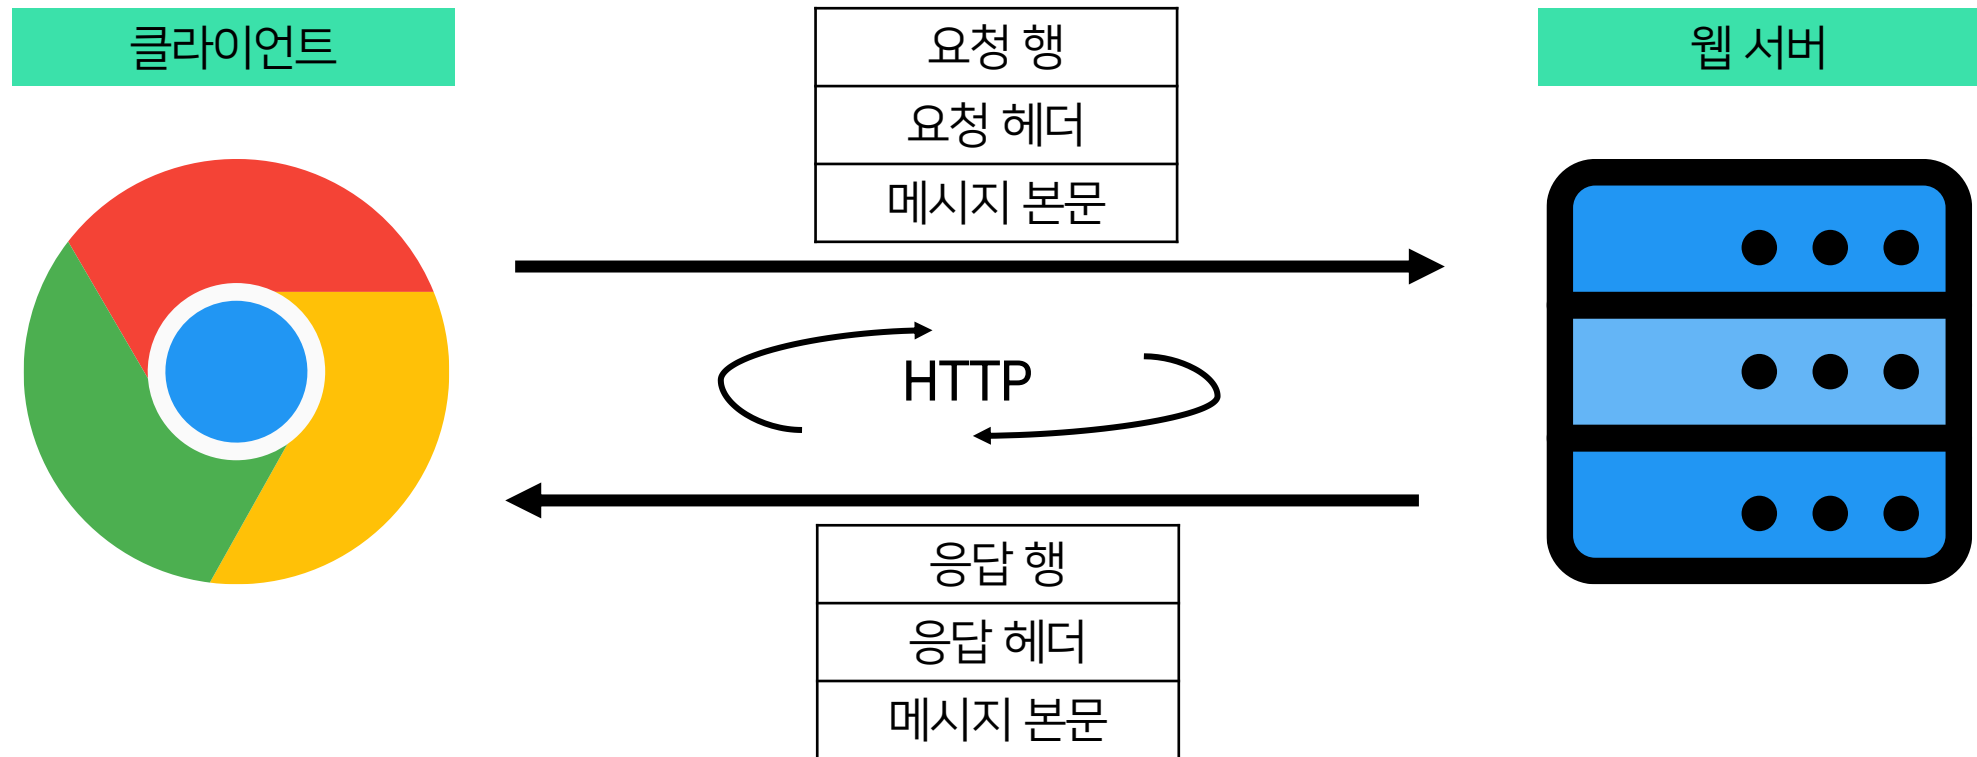 클라이언트
요청 행
요청 헤더
메시지 본문
웹 서버
HTTP
응답 행
응답 헤더
메시지 본문